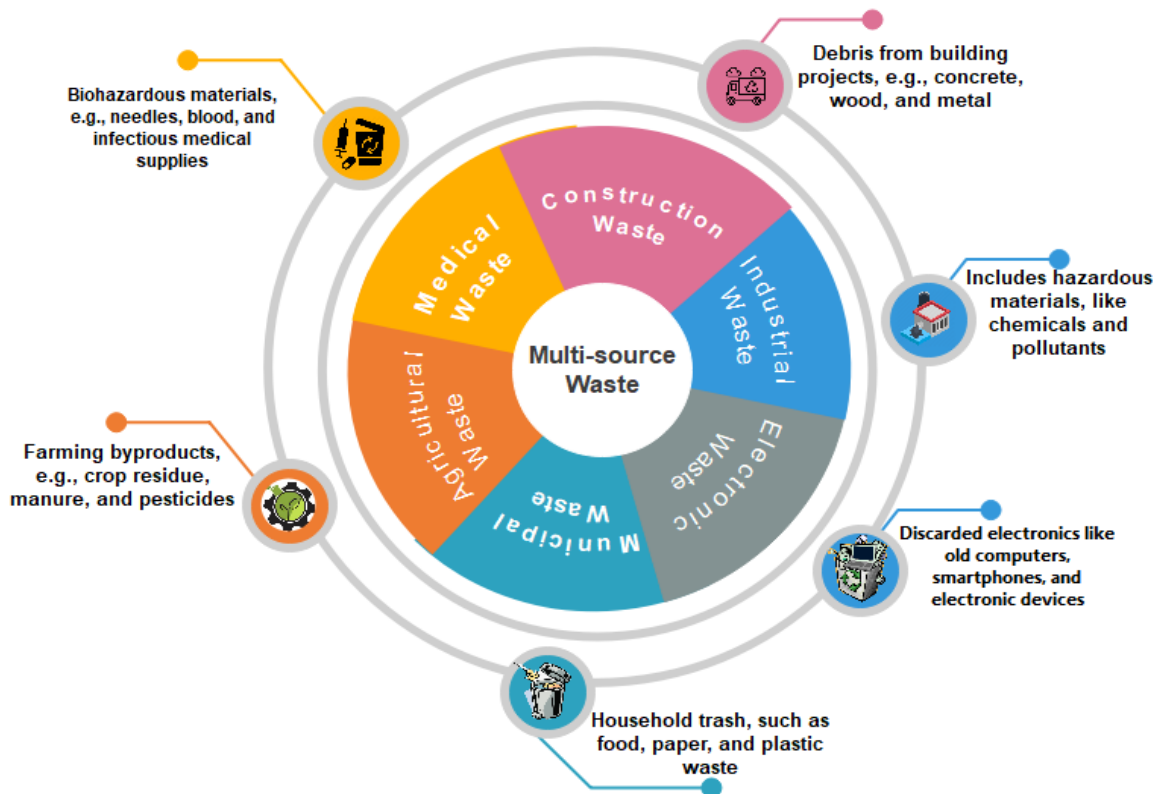 Debris from building
projects, e.g., concrete,
wood, and metal
Biohazardous materials,
e.g., needles, blood, and
infectious medical
supplies
Construction
Waste
Medical
Waste
Industrial
Waste
Includes hazardous
materials, like
chemicals and
pollutants
Multi-source
Waste
Agricultural
Waste
Electronic
Waste
Farming byproducts,
e.g., crop residue,
manure, and pesticides
Municipal
Waste
Discarded electronics like
old computers,
smartphones, and
electronic devices
Household trash, such as
food, paper, and plastic
waste